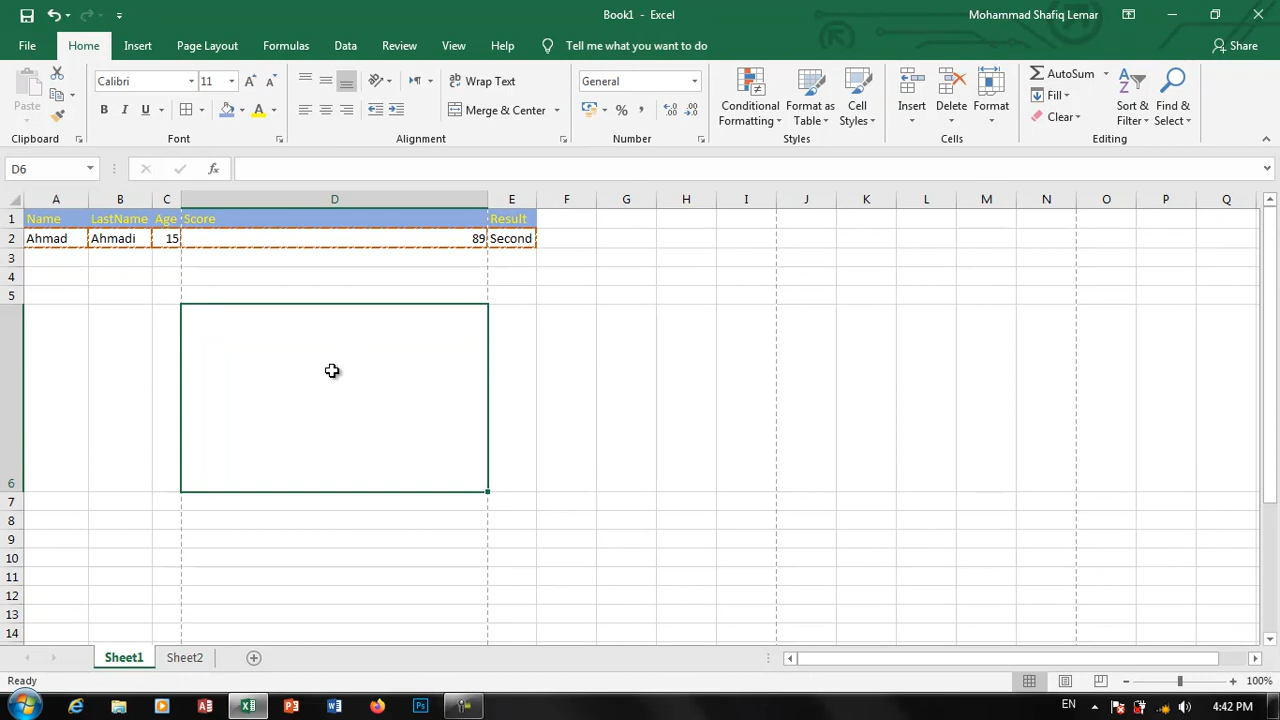 Book1 - Excel
Mohammad Shafiq Lemar
File Home Insert Page Layout Formulas Data Review View Help Tell me what you want to do Share
Paste
Clipboard
Calibri 11
B I U
A
Font
Wrap Text
Merge & Center
Alignment
General
% ,
Number
Conditional Formatting
Format as Table
Cell Styles
Styles
Insert
Delete
Format
Cells
AutoSum
Fill
Clear
Sort & Filter
Find & Select
Editing
D6
fx
A B C D E F G H I J K L M N O P Q
1 Name LastName Age Score Result
2 Ahmad Ahmadi 15 89 Second
3
4
5
6
7
8
9
10
11
12
13
14
Sheet1 Sheet2
Ready
100%
Ps
EN
4:42 PM